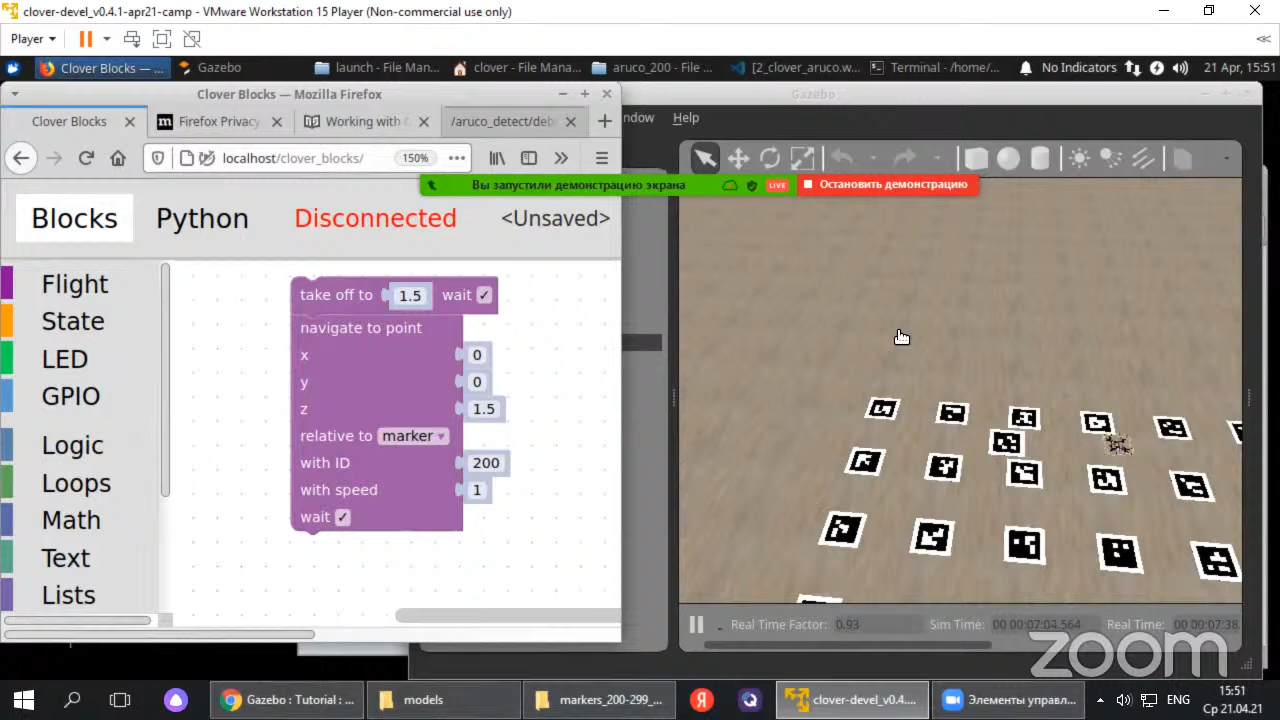 clover-devel_v0.4.1-apr21-camp - VMware Workstation 15 Player (Non-commercial use only)
Player
Clover Blocks — ...
Gazebo
launch - File Man...
clover - File Mana...
aruco_200 - File ...
[2_clover_aruco.w...
Terminal - /home/...
No Indicators
21 Apr, 15:51
Clover Blocks — Mozilla Firefox
Gazebo
Clover Blocks
Firefox Privacy
Working with
/aruco_detect/deb
ndow
Help
localhost/clover_blocks/
150%
Вы запустили демонстрацию экрана
LIVE
Остановить демонстрацию
Blocks
Python
Disconnected
<Unsaved>
Flight
State
LED
GPIO
Logic
Loops
Math
Text
Lists
take off to 1.5 wait
navigate to point
x 0
y 0
z 1.5
relative to marker
with ID 200
with speed 1
wait
Real Time Factor: 0.93
Sim Time: 00 00:07:04.564
Real Time: 00 00:07:38.
zoom
Gazebo : Tutorial : ...
models
markers_200-299_...
Я
clover-devel_v0.4....
Элементы управл...
ENG
15:51
Ср 21.04.21